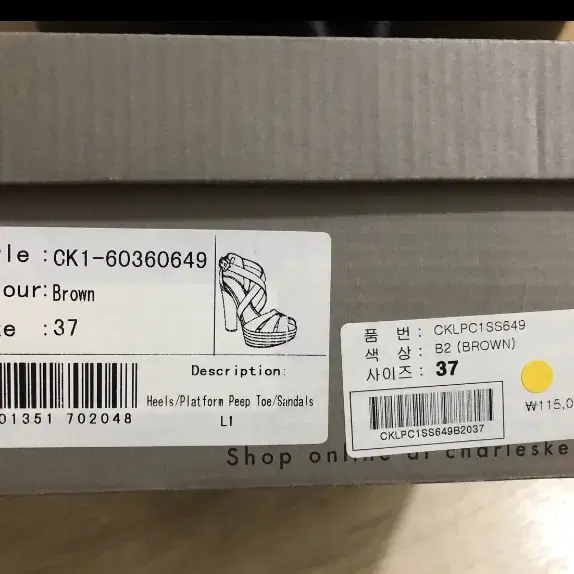 le : CK1-60360649
our: Brown
e : 37
Description:
Heels/Platform Peep Toe/Sandals
L1
01351 702048
품 번 : CKLPC1SS649
색 상 : B2 (BROWN)
사이즈 : 37
₩115,0
CKLPC1SS649B2037
Shop online at charleske